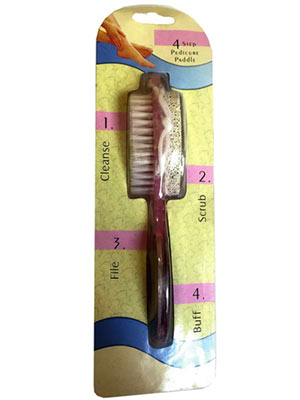 4 Step
Pedicure
Paddle
1.
Cleanse
2.
Scrub
3.
File
4.
Buff